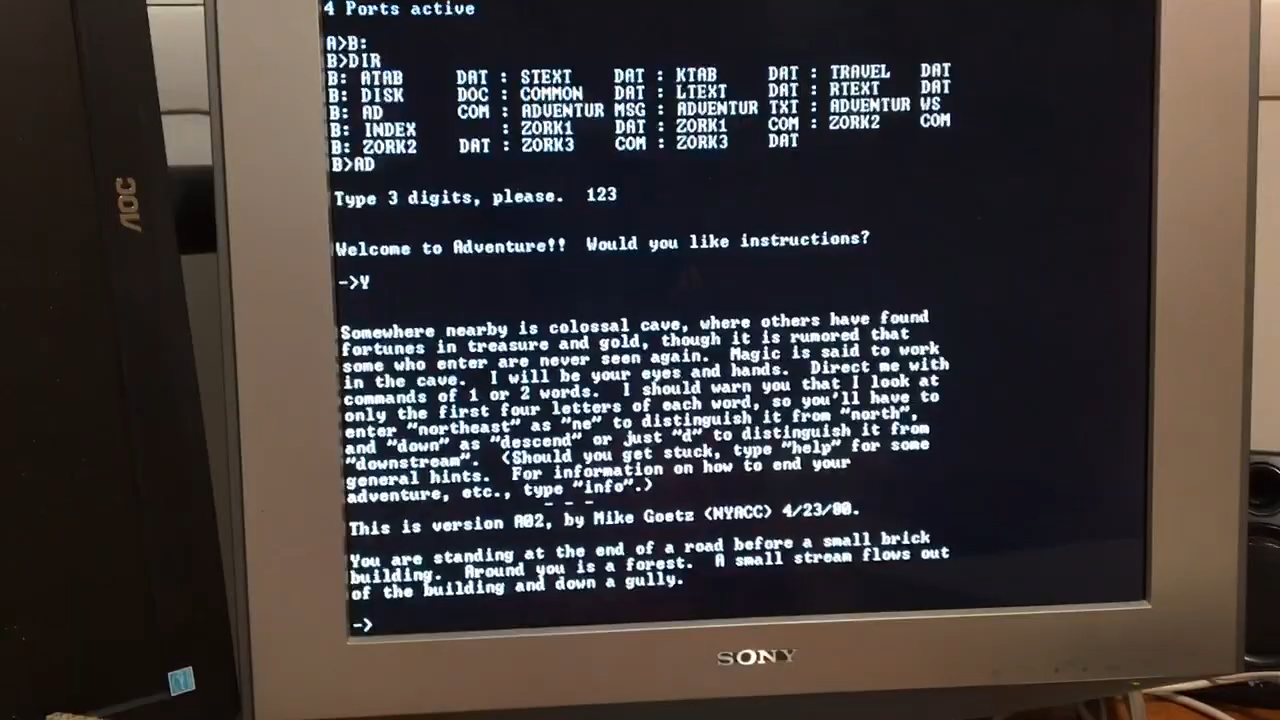 4 Ports active
A>B:
B>DIR
B: ATAB     DAT : STEXT    DAT : KTAB     DAT : TRAVEL   DAT
B: DISK     DOC : COMMON   DAT : LTEXT    DAT : RTEXT    DAT
B: AD       COM : ADVENTUR MSG : ADVENTUR TXT : ADVENTUR WS
B: INDEX        : ZORK1    DAT : ZORK1    COM : ZORK2    COM
B: ZORK2    DAT : ZORK3    COM : ZORK3    DAT
B>AD
Type 3 digits, please.  123
Welcome to Adventure!!  Would you like instructions?
->Y
Somewhere nearby is colossal cave, where others have found
fortunes in treasure and gold, though it is rumored that
some who enter are never seen again.  Magic is said to work
in the cave.  I will be your eyes and hands.  Direct me with
commands of 1 or 2 words.  I should warn you that I look at
only the first four letters of each word, so you'll have to
enter "northeast" as "ne" to distinguish it from "north",
and "down" as "descend" or just "d" to distinguish it from
"downstream".  (Should you get stuck, type "help" for some
general hints.  For information on how to end your
adventure, etc., type "info".)
- - -
This is version A02, by Mike Goetz (NYACC) 4/23/80.
You are standing at the end of a road before a small brick
building.  Around you is a forest.  A small stream flows out
of the building and down a gully.
->
SONY
AOC